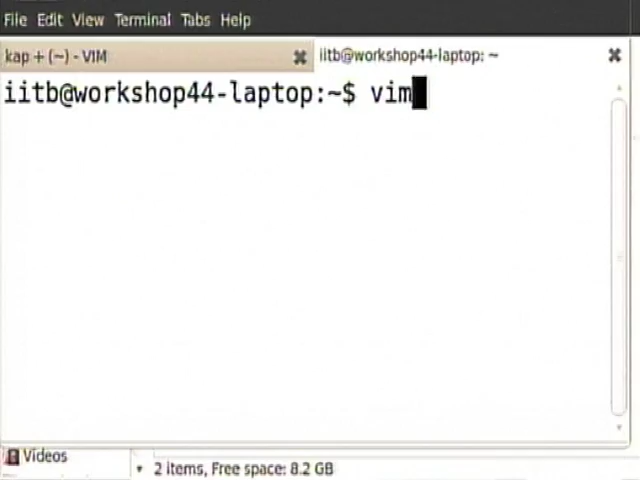 File Edit View Terminal Tabs Help
kap + (~) - VIM
iitb@workshop44-laptop: ~
iitb@workshop44-laptop:~$ vim
Videos
2 items, Free space: 8.2 GB